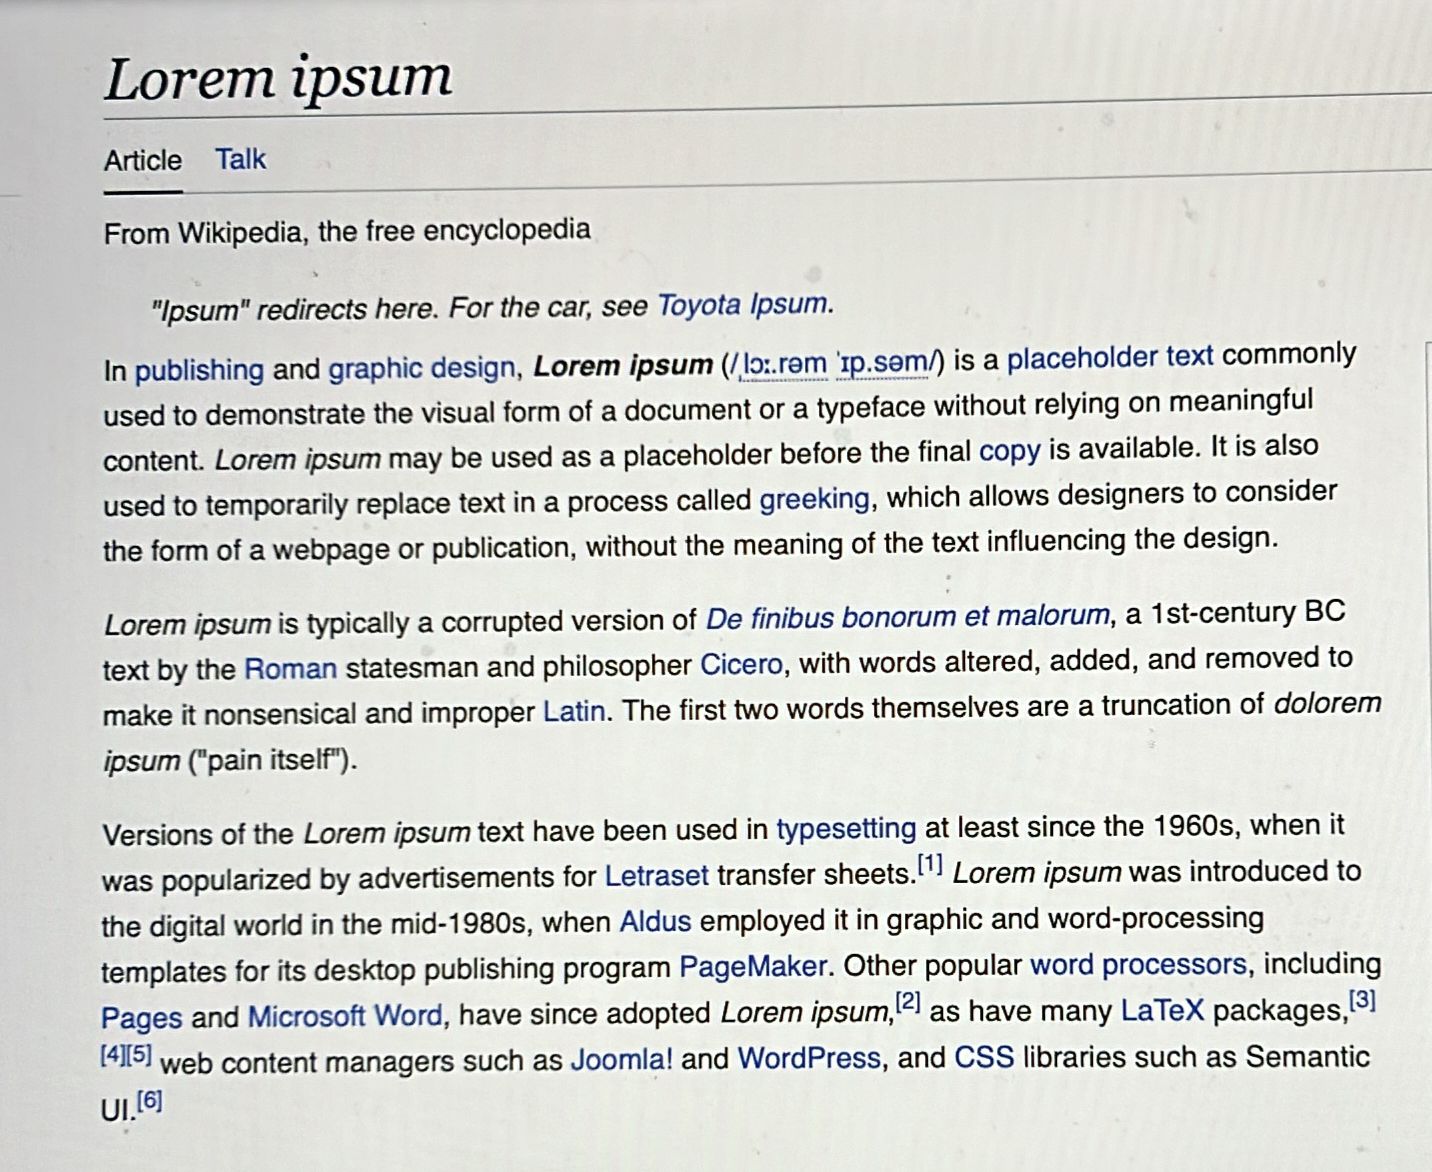 Lorem ipsum
Article Talk
From Wikipedia, the free encyclopedia
"Ipsum" redirects here. For the car, see Toyota Ipsum.
In publishing and graphic design, Lorem ipsum (/ˌlɔː.rəm ˈɪp.səm/) is a placeholder text commonly
used to demonstrate the visual form of a document or a typeface without relying on meaningful
content. Lorem ipsum may be used as a placeholder before the final copy is available. It is also
used to temporarily replace text in a process called greeking, which allows designers to consider
the form of a webpage or publication, without the meaning of the text influencing the design.
Lorem ipsum is typically a corrupted version of De finibus bonorum et malorum, a 1st-century BC
text by the Roman statesman and philosopher Cicero, with words altered, added, and removed to
make it nonsensical and improper Latin. The first two words themselves are a truncation of dolorem
ipsum ("pain itself").
Versions of the Lorem ipsum text have been used in typesetting at least since the 1960s, when it
was popularized by advertisements for Letraset transfer sheets.[1] Lorem ipsum was introduced to
the digital world in the mid-1980s, when Aldus employed it in graphic and word-processing
templates for its desktop publishing program PageMaker. Other popular word processors, including
Pages and Microsoft Word, have since adopted Lorem ipsum,[2] as have many LaTeX packages,[3]
[4][5] web content managers such as Joomla! and WordPress, and CSS libraries such as Semantic
UI.[6]